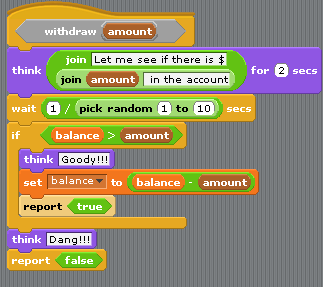 withdraw amount
join Let me see if there is $
think join amount in the account for 2 secs
wait 1 / pick random 1 to 10 secs
if balance > amount
think Goody!!!
set balance to balance - amount
report true
think Dang!!!
report false